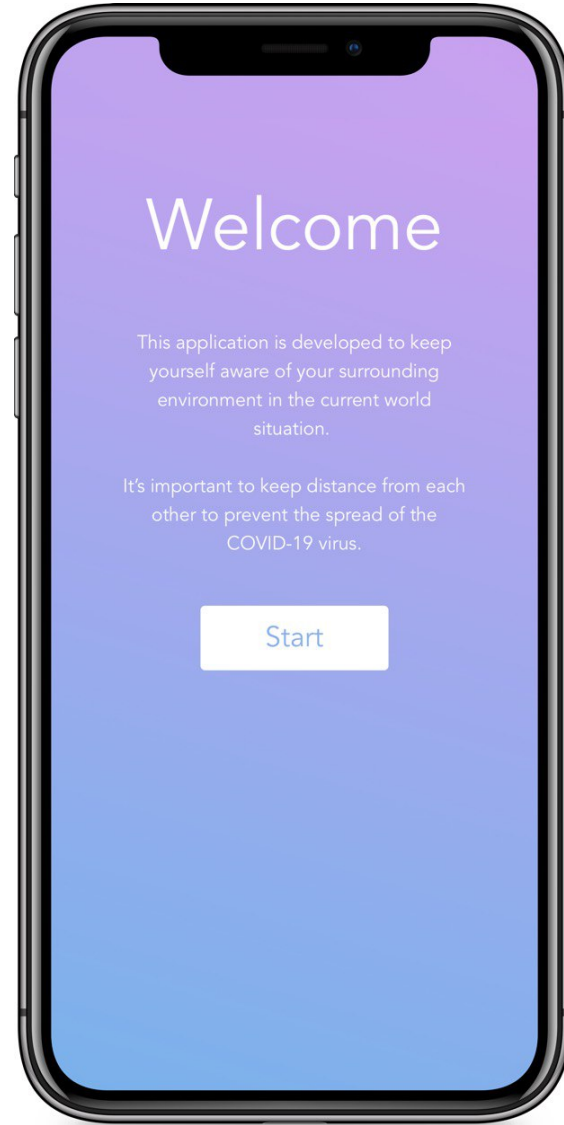 Welcome
This application is developed to keep
yourself aware of your surrounding
environment in the current world
situation.
It's important to keep distance from each
other to prevent the spread of the
COVID-19 virus.
Start